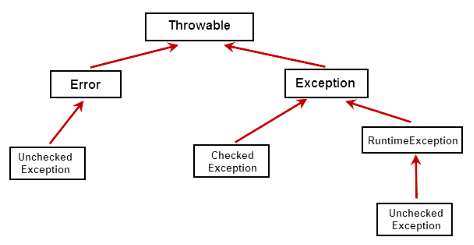 Throwable
Error
Exception
Unchecked
Exception
Checked
Exception
RuntimeException
Unchecked
Exception